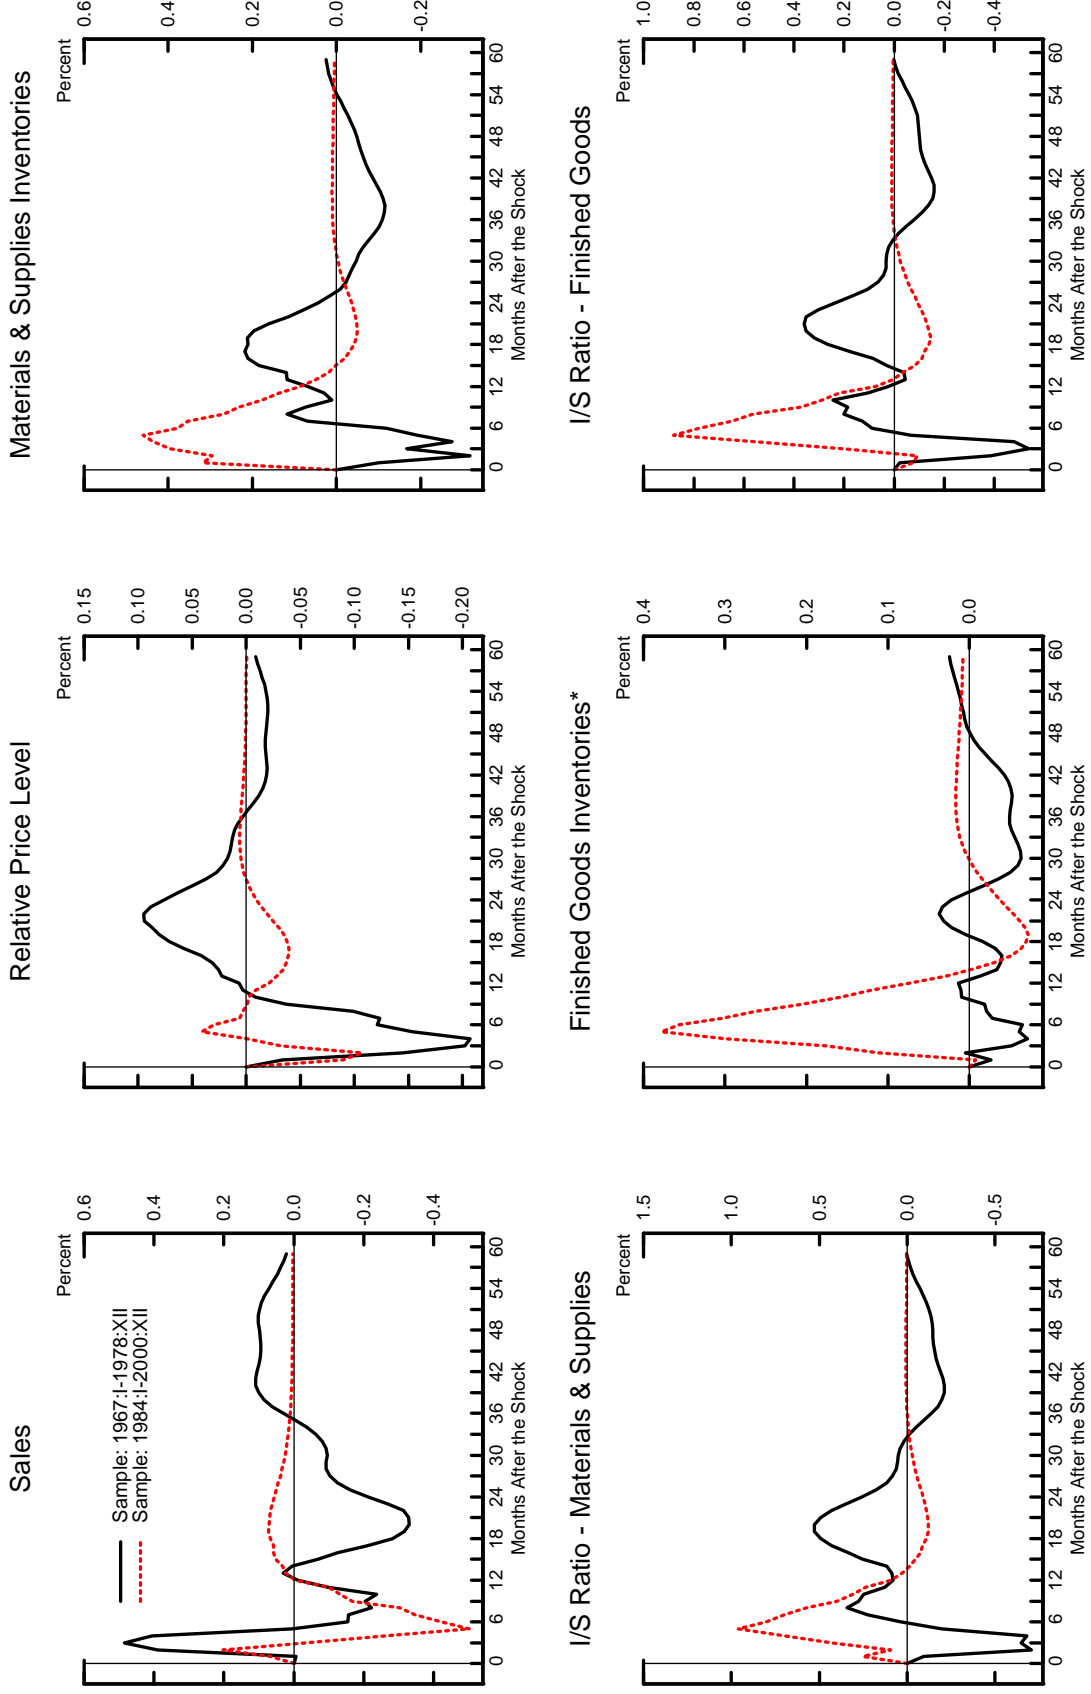 Sales
Percent
0.6
0.4
0.2
0.0
-0.2
-0.4
Sample: 1967:I-1978:XII
Sample: 1984:I-2000:XII
0 6 12 18 24 30 36 42 48 54 60
Months After the Shock
Relative Price Level
Percent
0.15
0.10
0.05
0.00
-0.05
-0.10
-0.15
-0.20
0 6 12 18 24 30 36 42 48 54 60
Months After the Shock
Materials & Supplies Inventories
Percent
0.6
0.4
0.2
0.0
-0.2
0 6 12 18 24 30 36 42 48 54 60
Months After the Shock
I/S Ratio - Materials & Supplies
Percent
1.5
1.0
0.5
0.0
-0.5
0 6 12 18 24 30 36 42 48 54 60
Months After the Shock
Finished Goods Inventories*
Percent
0.4
0.3
0.2
0.1
0.0
0 6 12 18 24 30 36 42 48 54 60
Months After the Shock
I/S Ratio - Finished Goods
Percent
1.0
0.8
0.6
0.4
0.2
0.0
-0.2
-0.4
0 6 12 18 24 30 36 42 48 54 60
Months After the Shock